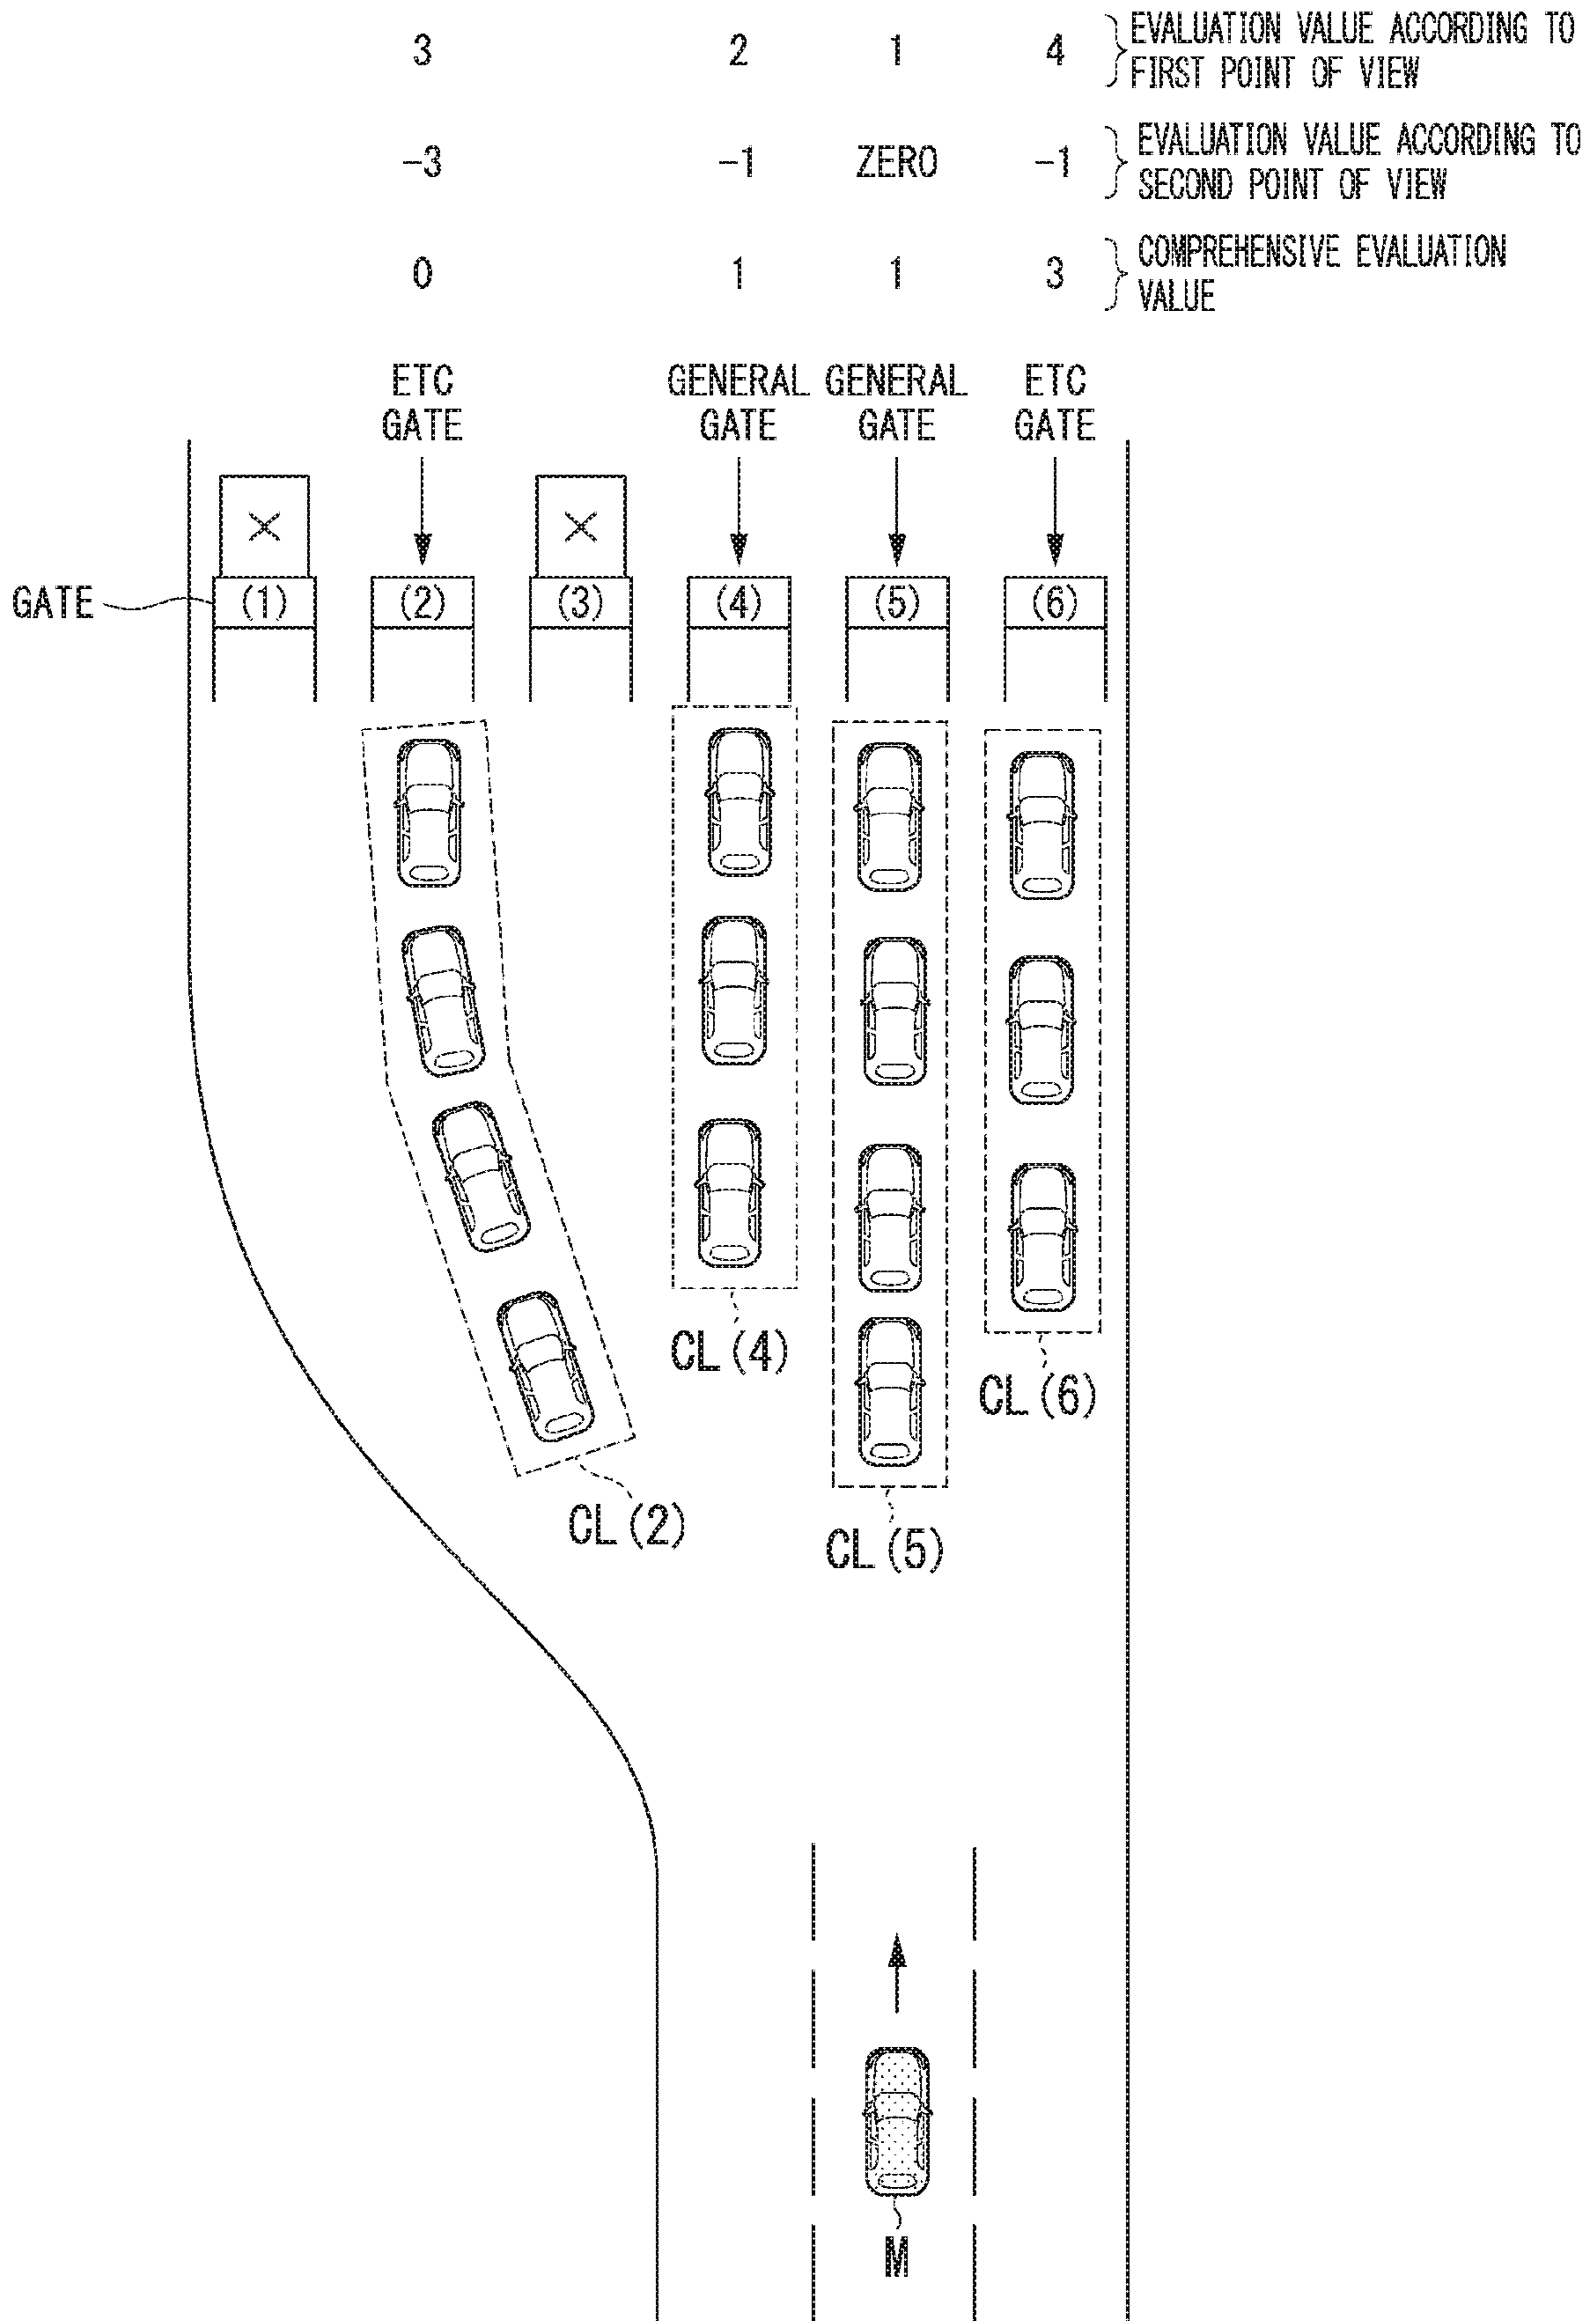 3 2 1 4 EVALUATION VALUE ACCORDING TO
FIRST POINT OF VIEW
-3 -1 ZERO -1 EVALUATION VALUE ACCORDING TO
SECOND POINT OF VIEW
0 1 1 3 COMPREHENSIVE EVALUATION
VALUE
ETC GENERAL GENERAL ETC
GATE GATE GATE GATE
× ×
GATE (1) (2) (3) (4) (5) (6)
CL(4)
CL(6)
CL(2)
CL(5)
M